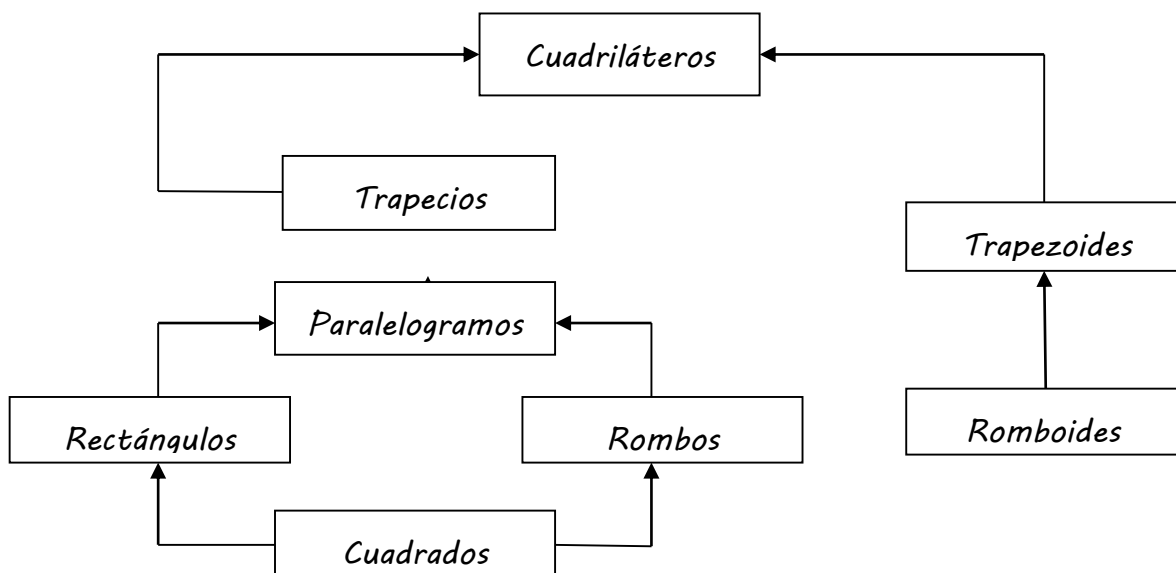 Cuadriláteros
Trapecios
Trapezoides
Paralelogramos
Rectángulos
Rombos
Romboides
Cuadrados